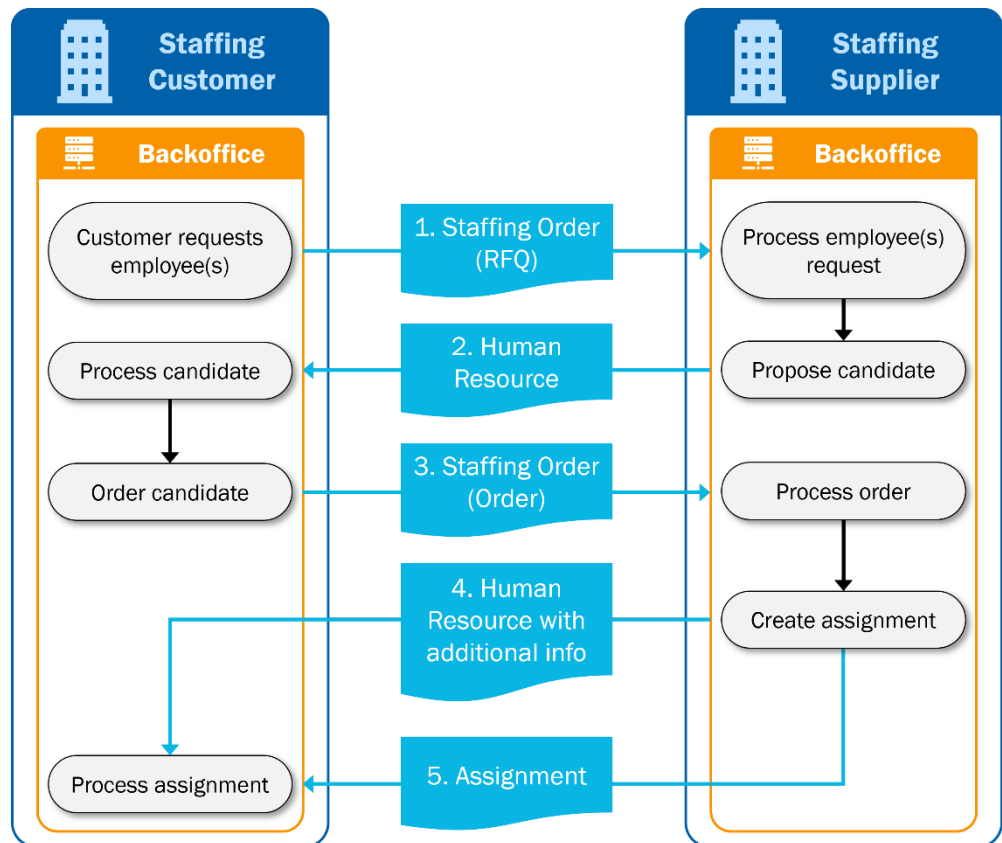 Staffing
Customer
Staffing
Supplier
Backoffice
Backoffice
Customer requests
employee(s)
1. Staffing Order
(RFQ)
Process employee(s)
request
Process candidate
2. Human
Resource
Propose candidate
Order candidate
3. Staffing Order
(Order)
Process order
4. Human
Resource with
additional info
Create assignment
Process assignment
5. Assignment